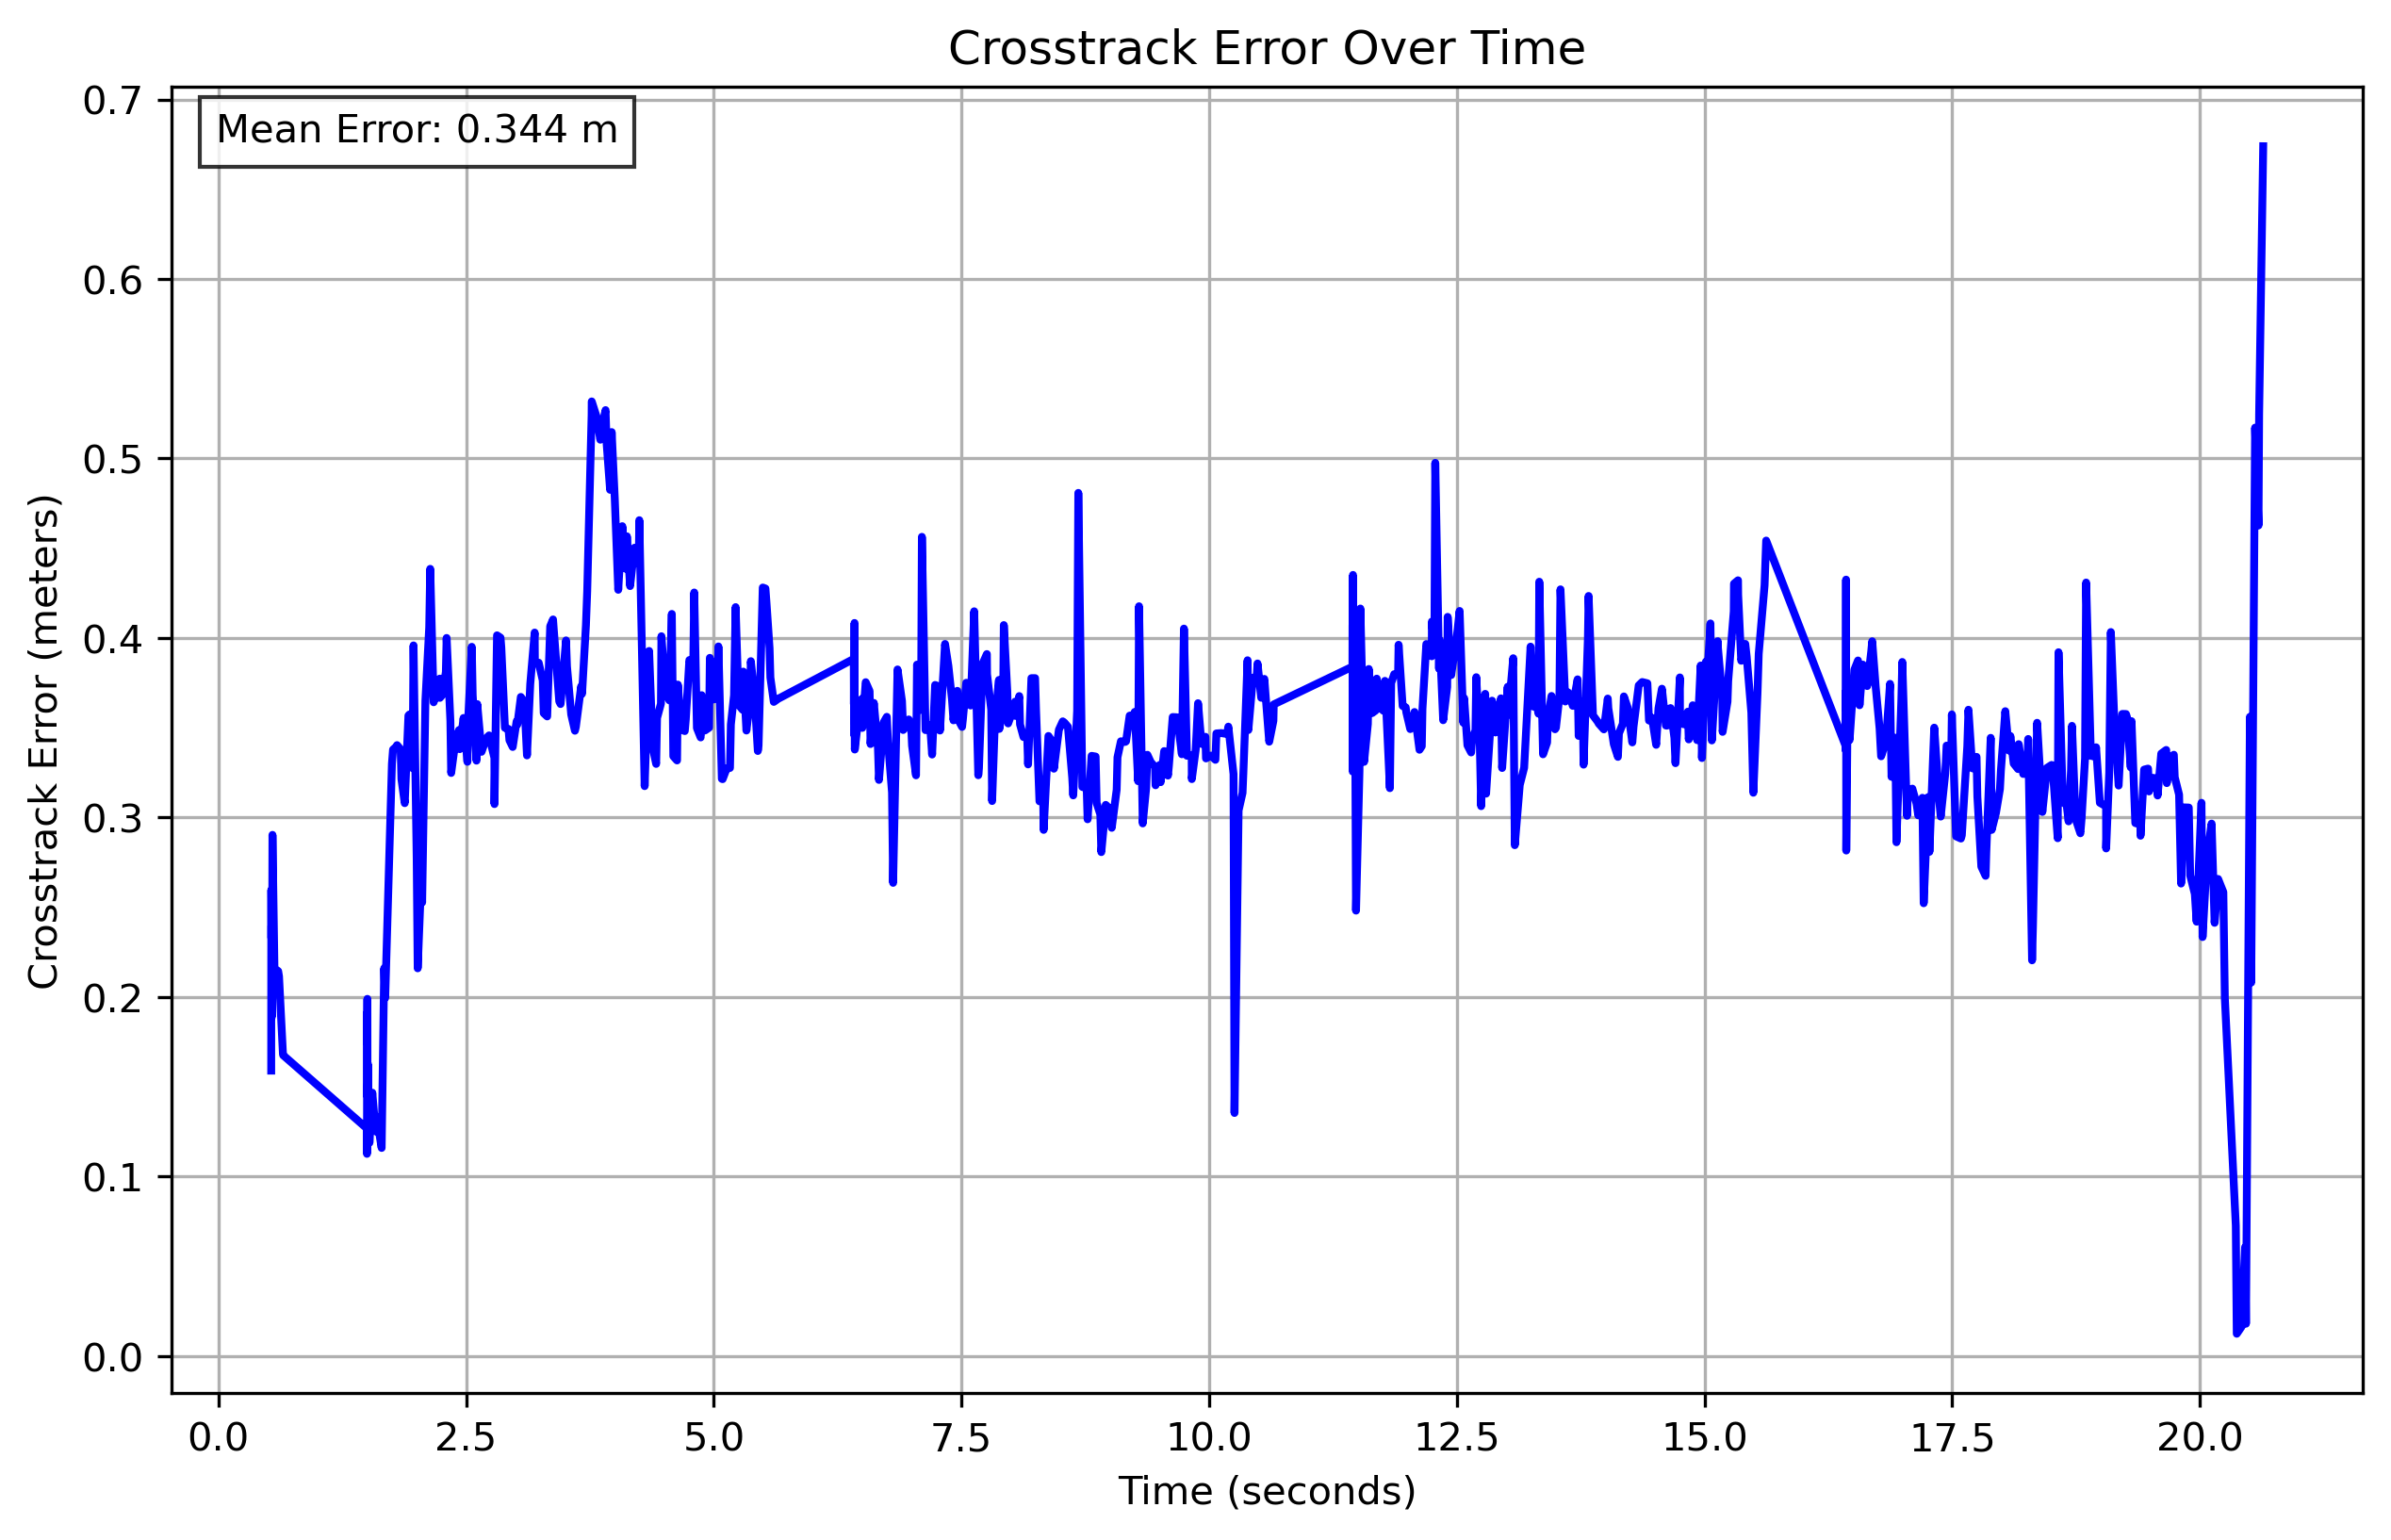 Crosstrack Error Over Time
Mean Error: 0.344 m
Crosstrack Error (meters)
0.7
0.6
0.5
0.4
0.3
0.2
0.1
0.0
0.0 2.5 5.0 7.5 10.0 12.5 15.0 17.5 20.0
Time (seconds)